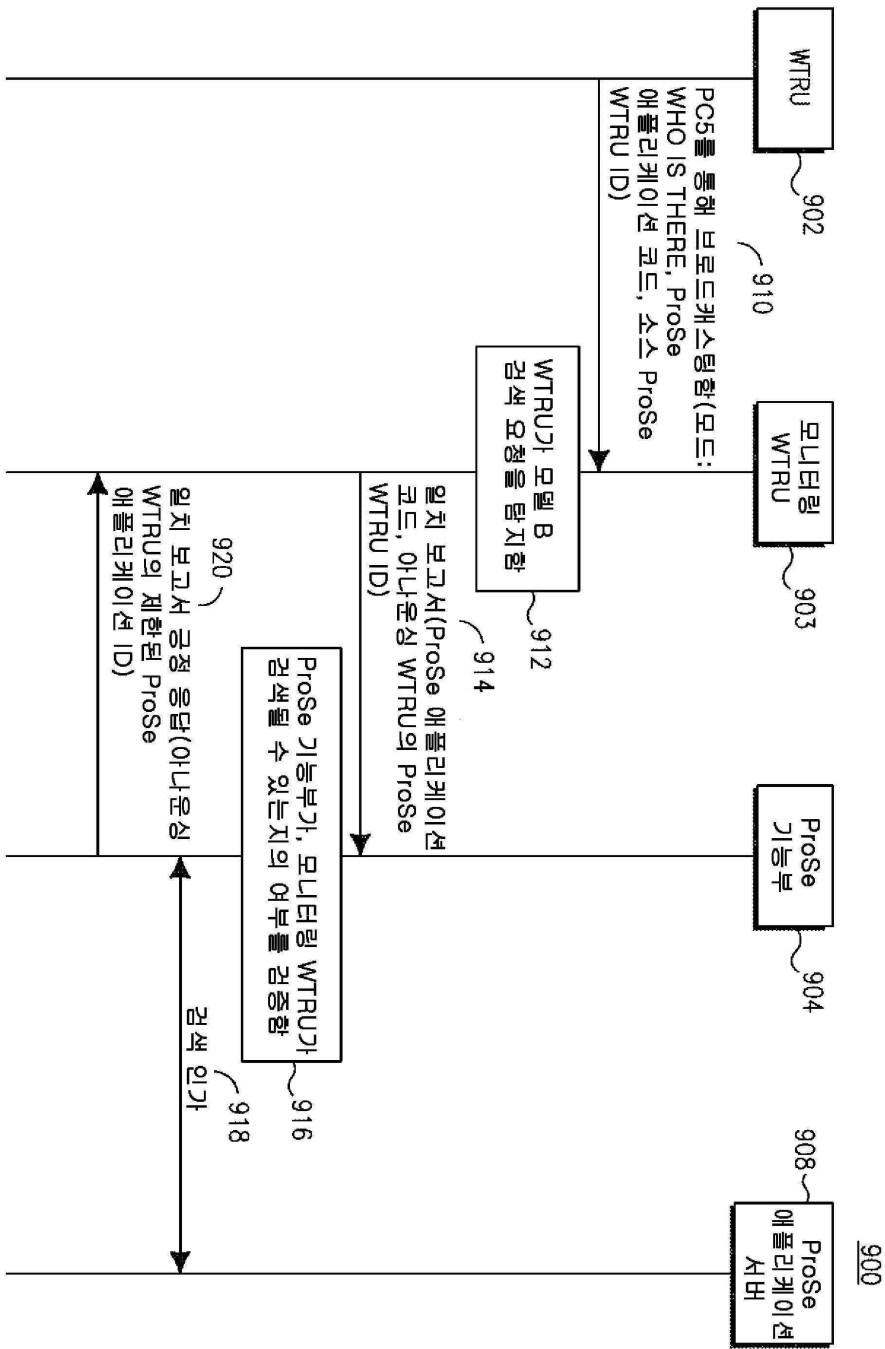 900
WTRU
902
모니터링
WTRU
903
ProSe
기능부
904
908
ProSe
애플리케이션
서버
910
PC5를 통해 브로드캐스팅함(모드:
WHO IS THERE, ProSe
애플리케이션 코드, 소스 ProSe
WTRU ID)
WTRU가 모델 B
검색 요청을 탐지함
912
914
일치 보고서(ProSe 애플리케이션
코드, 아나운싱 WTRU의 ProSe
WTRU ID)
ProSe 기능부가, 모니터링 WTRU가
검색될 수 있는지의 여부를 검증함
916
918
검색 인가
920
일치 보고서 긍정 응답(아나운싱
WTRU의 제한된 ProSe
애플리케이션 ID)